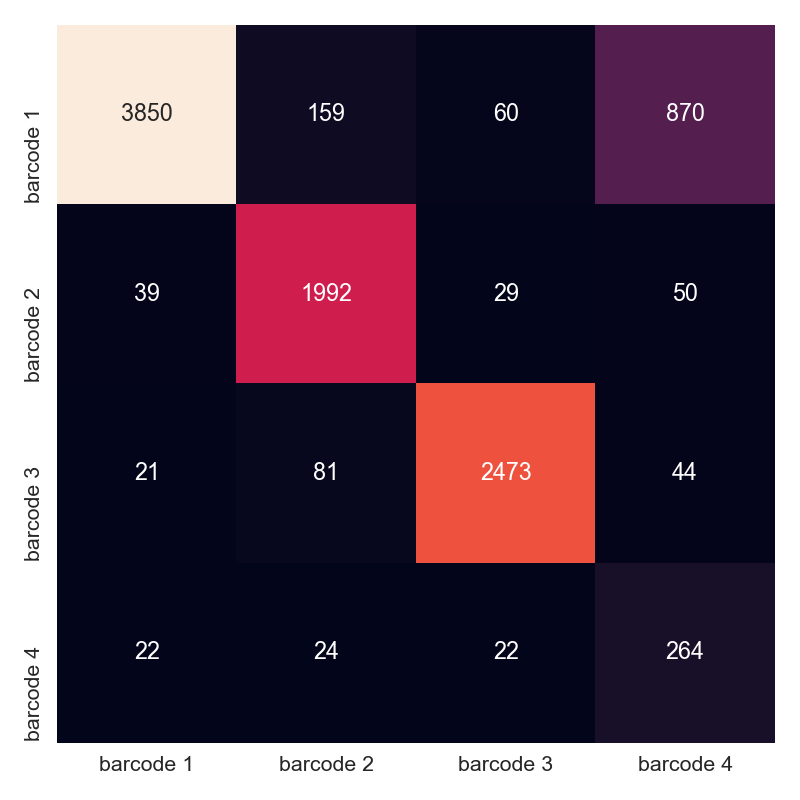 barcode 1 3850 159 60 870
barcode 2 39 1992 29 50
barcode 3 21 81 2473 44
barcode 4 22 24 22 264
barcode 1 barcode 2 barcode 3 barcode 4